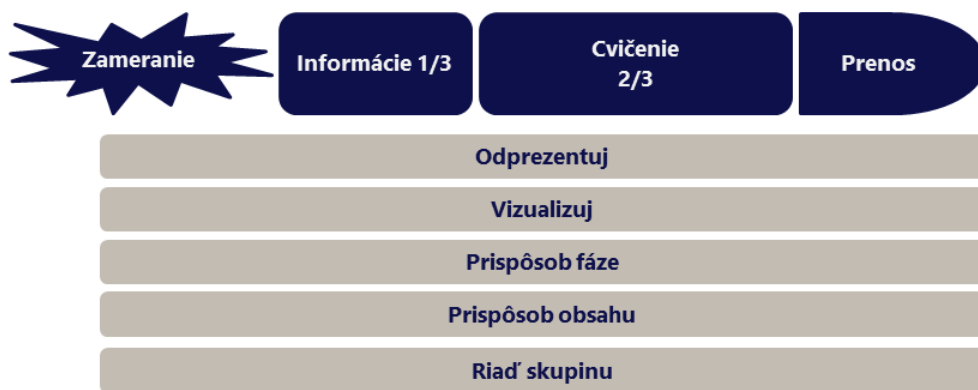 Zameranie
Informácie 1/3
Cvičenie
2/3
Prenos
Odprezentuj
Vizualizuj
Prispôsob fáze
Prispôsob obsahu
Riaď skupinu